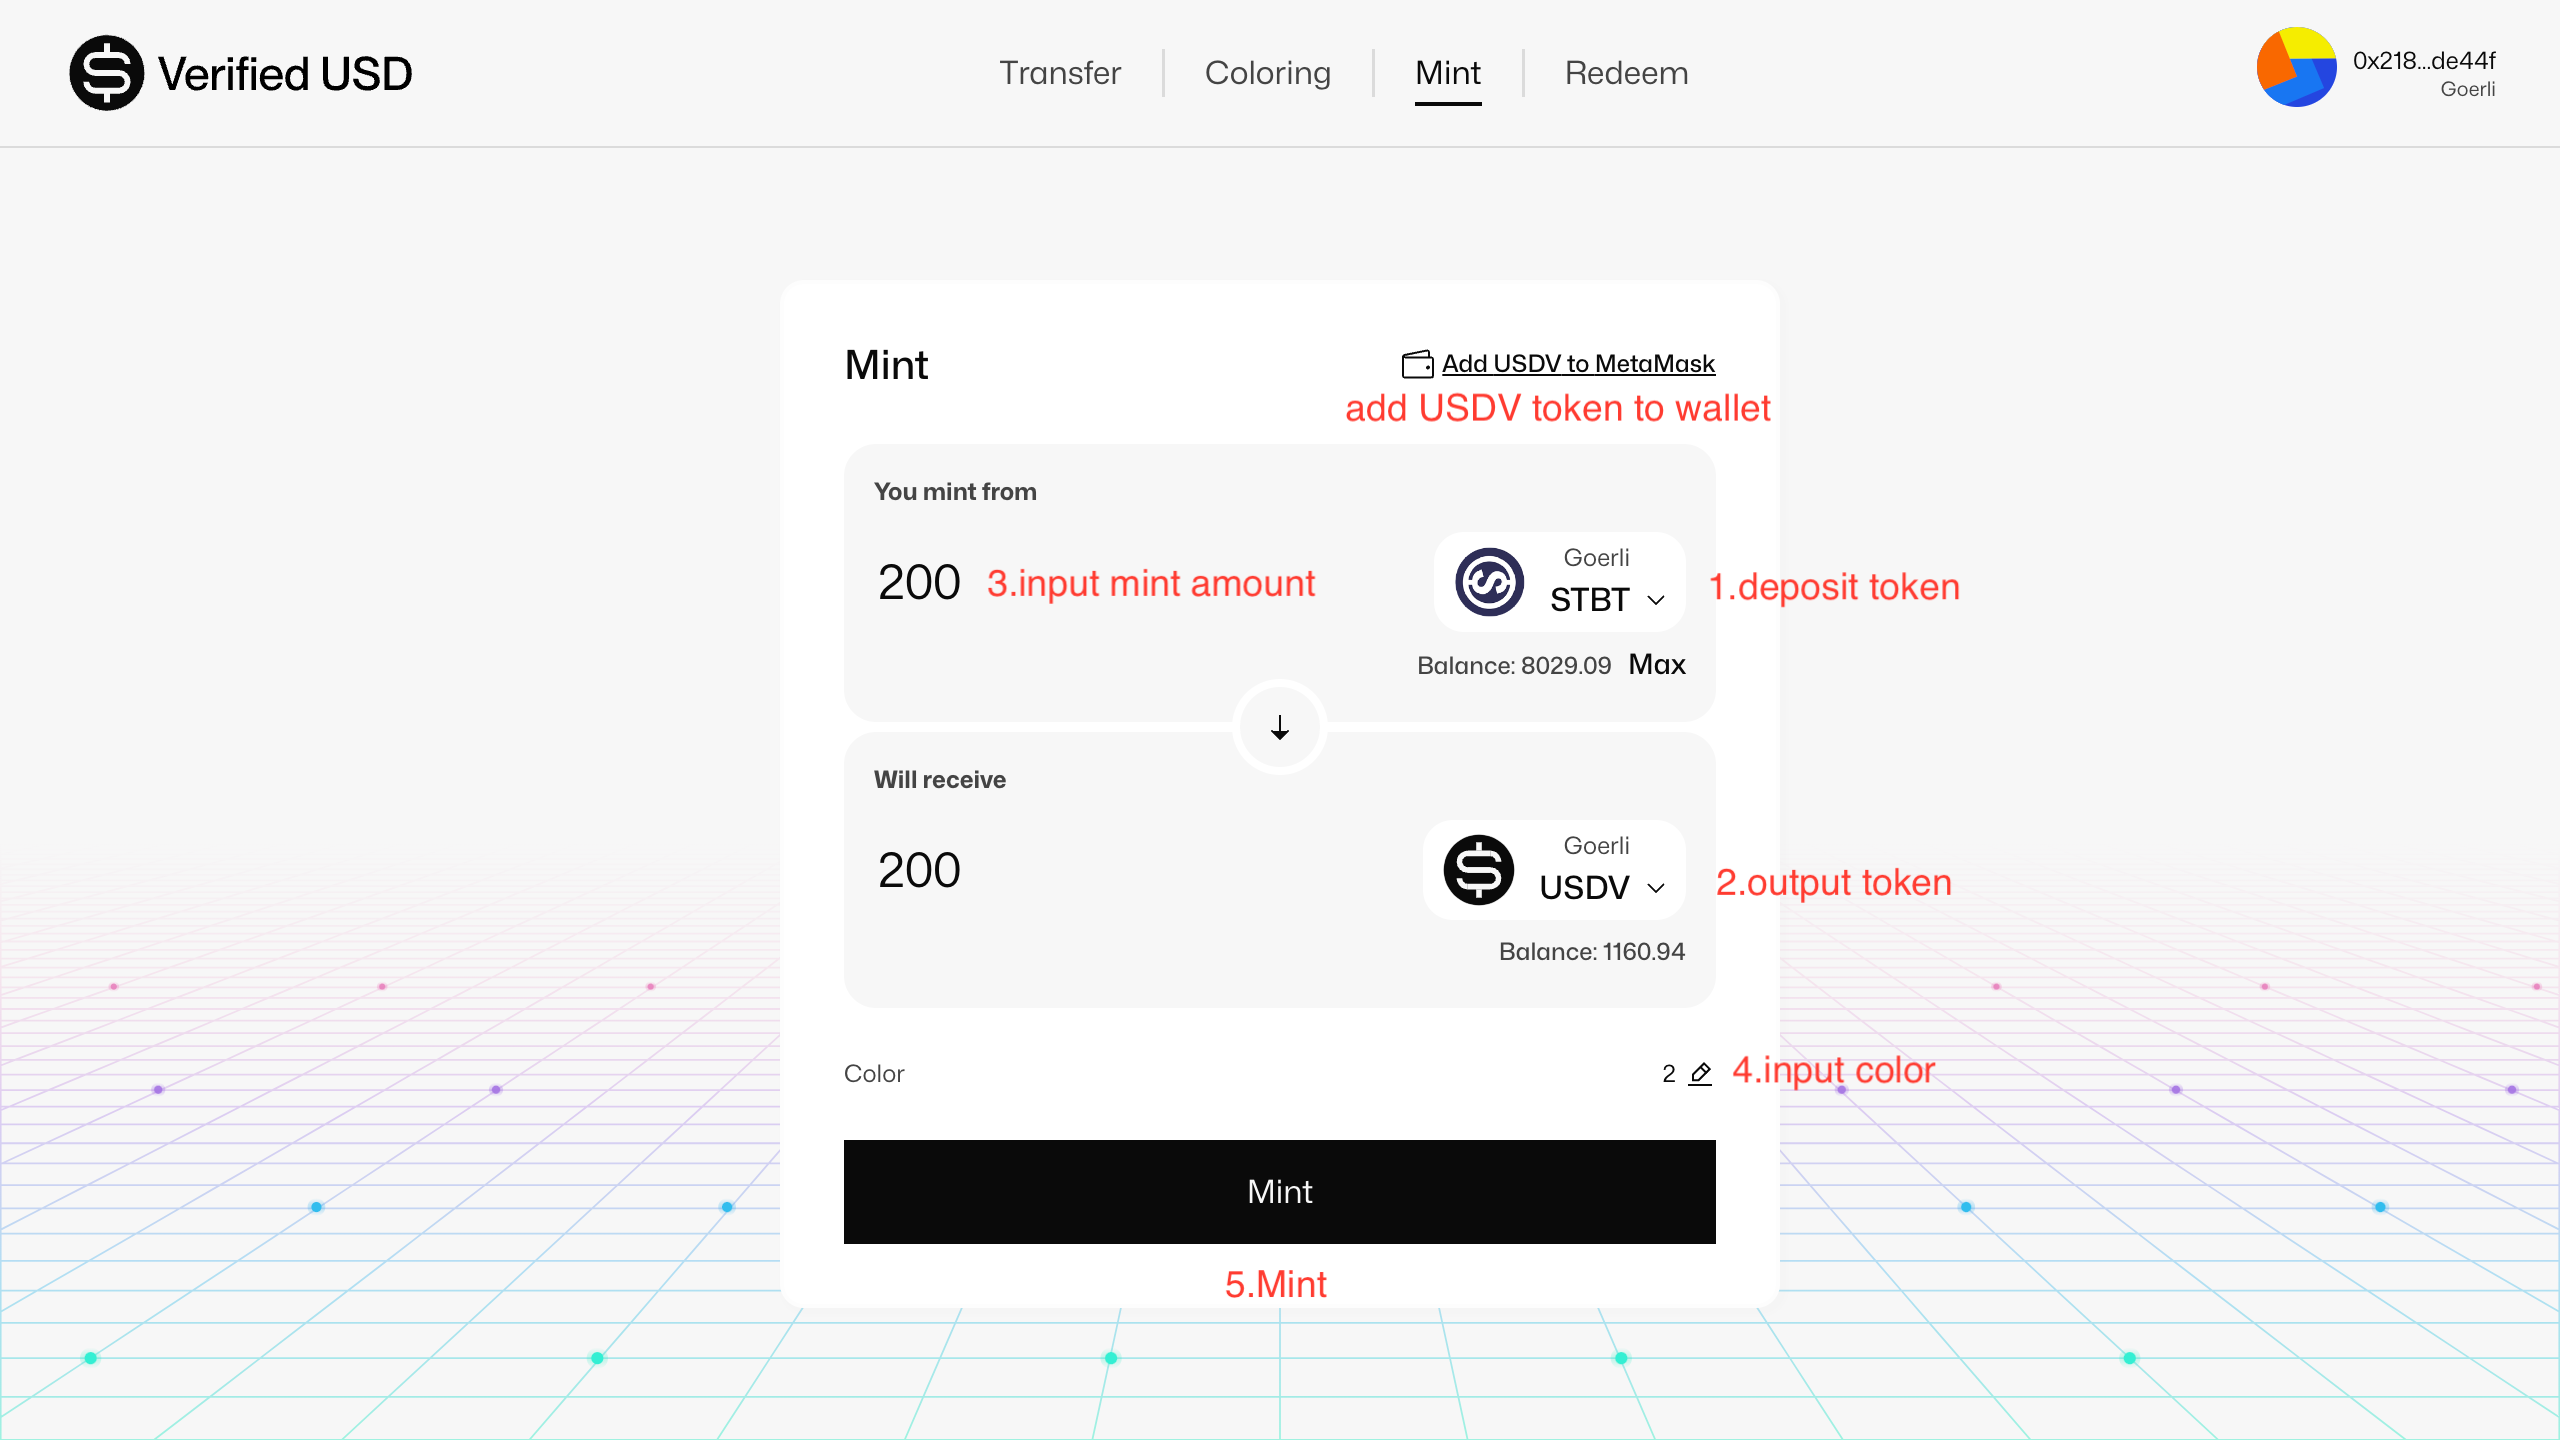 Verified USD
Transfer
Coloring
Mint
Redeem
0x218...de44f
Goerli
Mint
Add USDV to MetaMask
add USDV token to wallet
You mint from
200
3.input mint amount
Goerli
STBT
1.deposit token
Balance: 8029.09 Max
Will receive
200
Goerli
USDV
2.output token
Balance: 1160.94
Color
2
4.input color
Mint
5.Mint